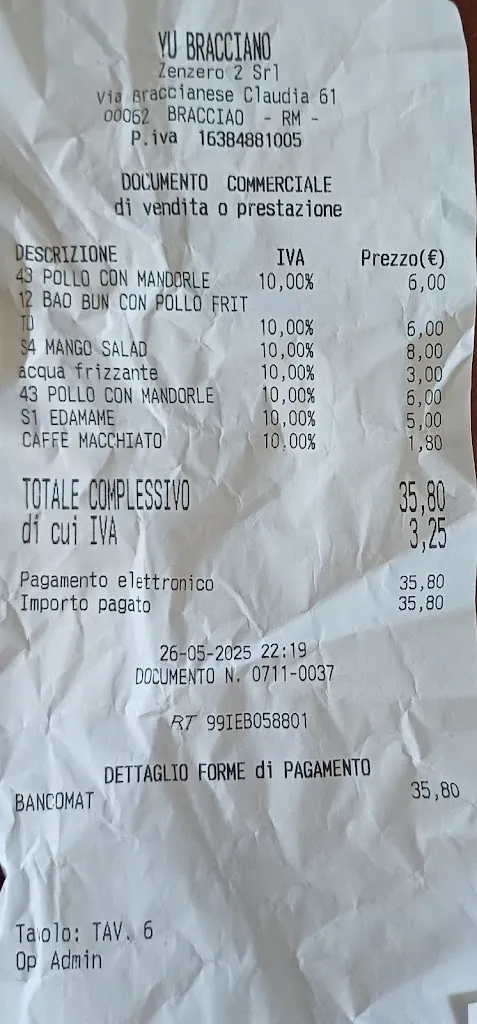 YU BRACCIANO
Zenzero 2 Srl
Via Braccianese Claudia 61
00062 BRACCIAO - RM -
P.iva 16384881005
DOCUMENTO COMMERCIALE
di vendita o prestazione
DESCRIZIONE IVA Prezzo(€)
43 POLLO CON MANDORLE 10,00% 6,00
12 BAO BUN CON POLLO FRIT
TO 10,00% 6,00
S4 MANGO SALAD 10,00% 8,00
acqua frizzante 10,00% 3,00
43 POLLO CON MANDORLE 10,00% 6,00
S1 EDAMAME 10,00% 5,00
CAFFE MACCHIATO 10,00% 1,80
TOTALE COMPLESSIVO 35,80
di cui IVA 3,25
Pagamento elettronico 35,80
Importo pagato 35,80
26-05-2025 22:19
DOCUMENTO N. 0711-0037
RT 99IEB058801
DETTAGLIO FORME di PAGAMENTO
BANCOMAT 35,80
Tavolo: TAV. 6
Op Admin